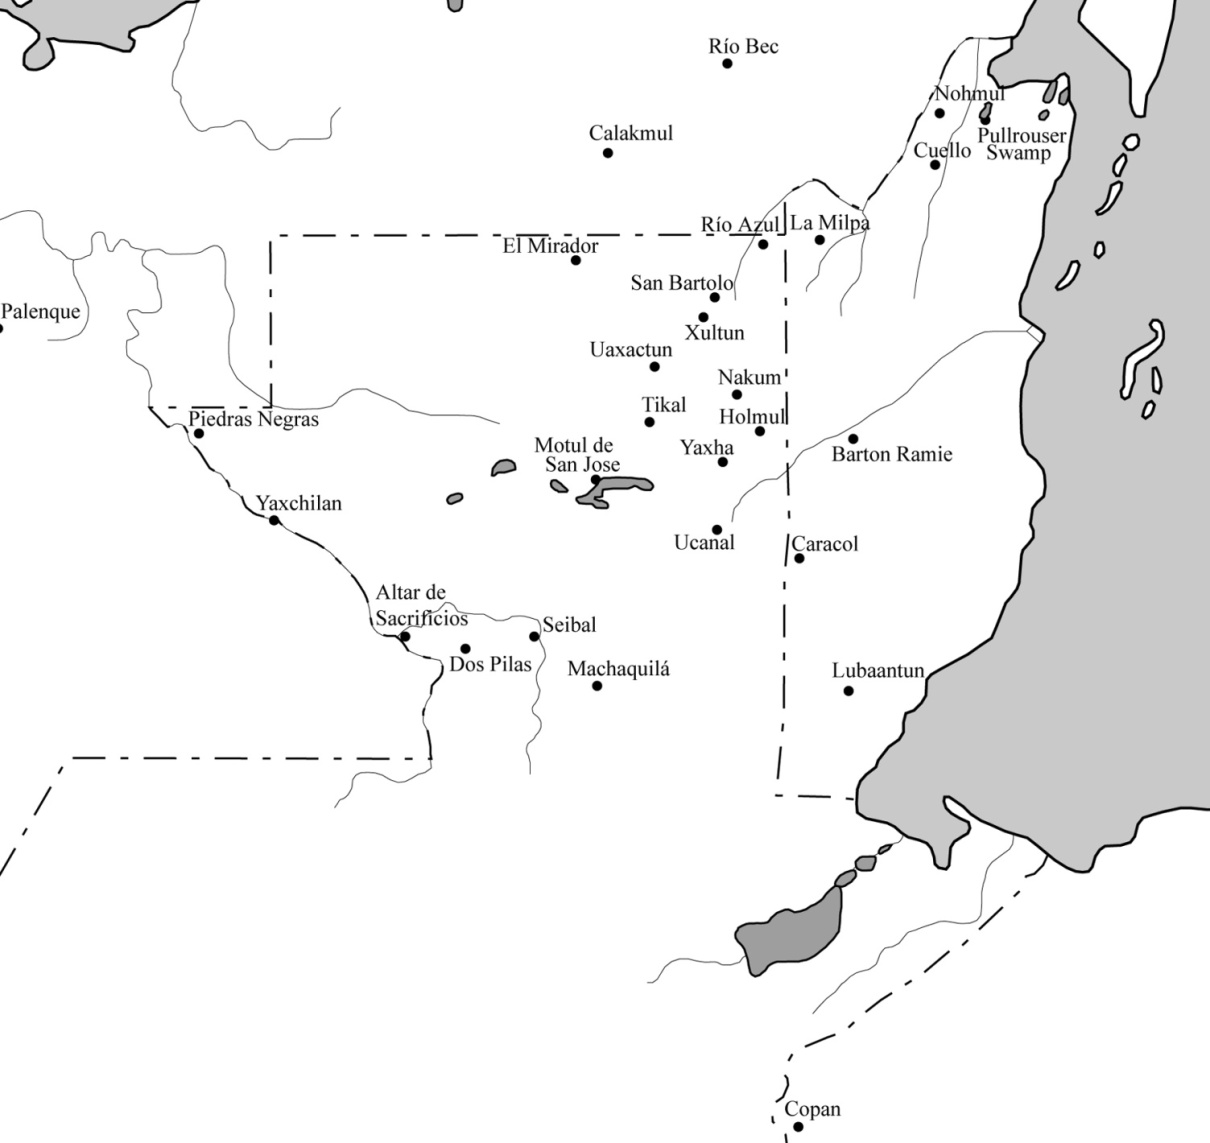 Río Bec
Nohmul
Calakmul
Pullrouser
Swamp
Cuello
Río Azul
La Milpa
El Mirador
San Bartolo
Palenque
Xultun
Uaxactun
Nakum
Tikal
Holmul
Piedras Negras
Motul de
San Jose
Yaxha
Barton Ramie
Yaxchilan
Ucanal
Caracol
Altar de
Sacrificios
Seibal
Dos Pilas
Machaquilá
Lubaantun
Copan